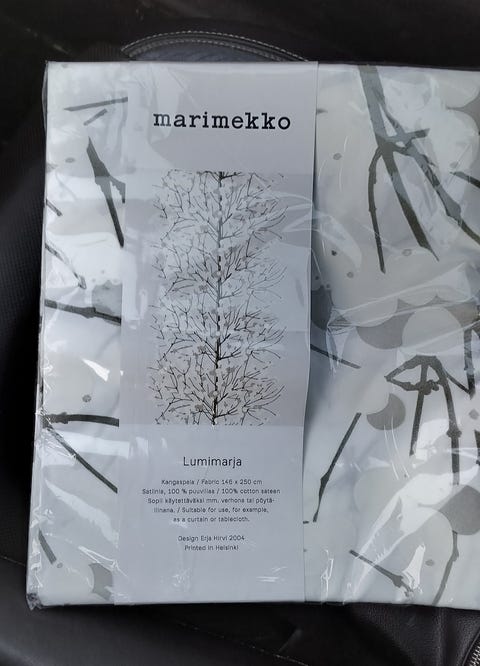 marimekko
Lumimarja
Kangaspala / Fabric 146 x 250 cm
Satiinia, 100 % puuvillaa / 100% cotton sateen
Sopii käytettäväksi mm. verhona tai pöytä-
liinana. / Suitable for use, for example,
as a curtain or tablecloth.
Design Erja Hirvi 2004
Printed in Helsinki